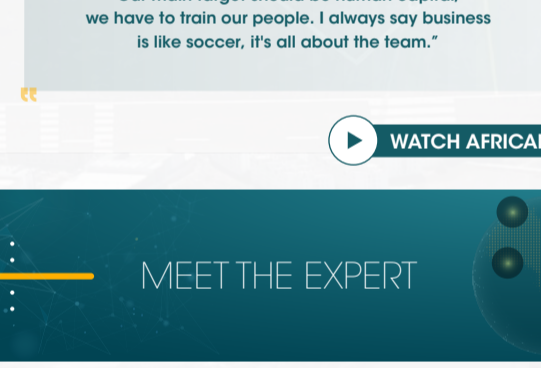 we have to train our people. I always say business
is like soccer, it's all about the team.”
WATCH AFRICA
MEET THE EXPERT